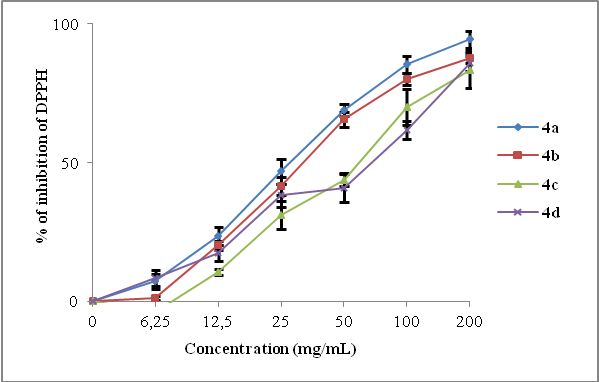 % of inhibition of DPPH
100
50
0
0 6,25 12,5 25 50 100 200
Concentration (mg/mL)
4a
4b
4c
4d